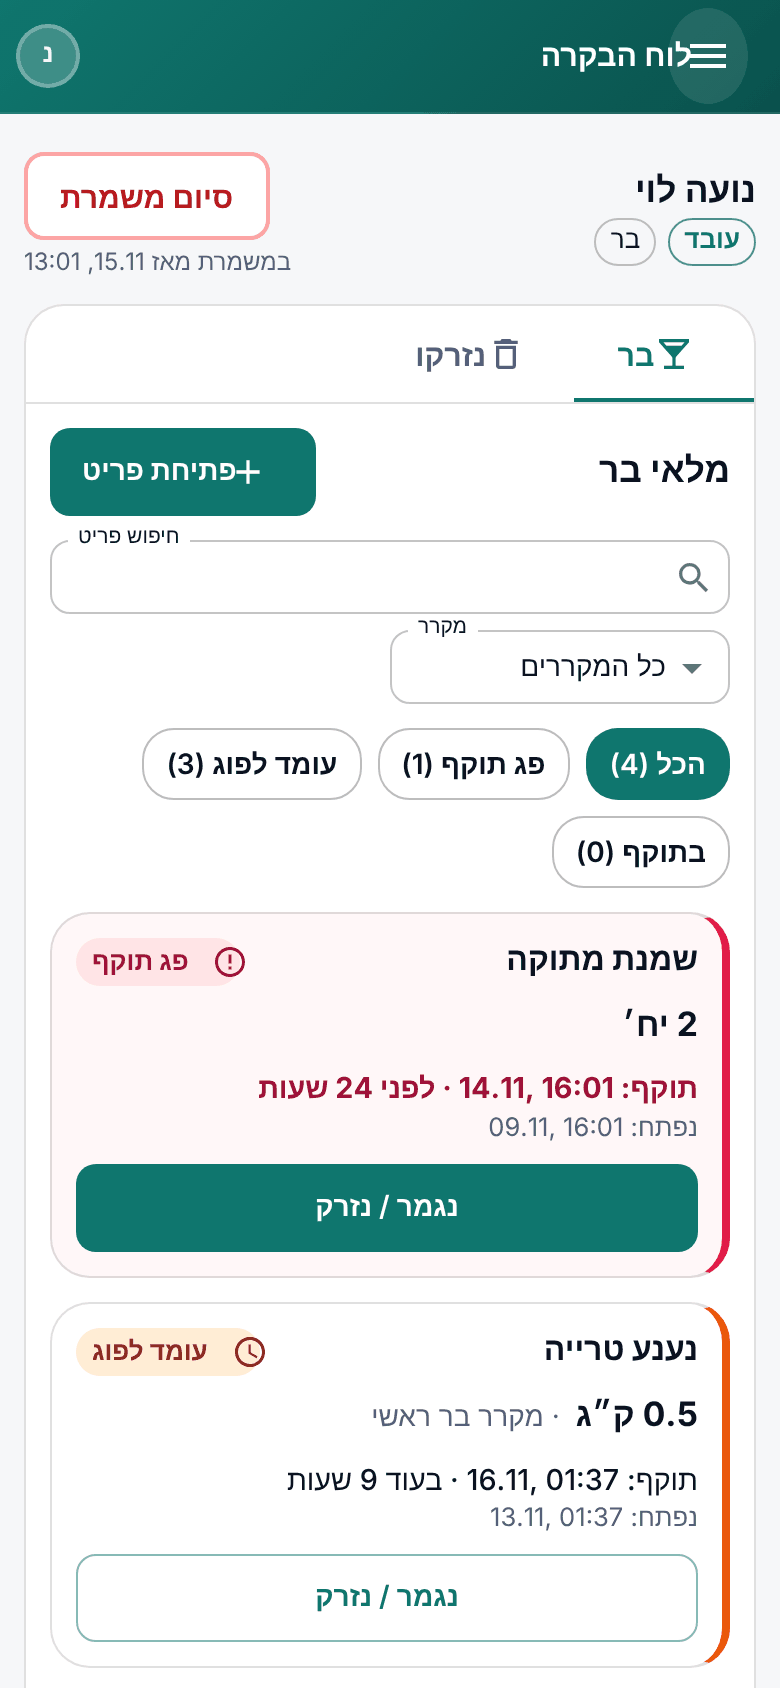 לוח הבקרה
נ
נועה לוי
סיום משמרת
עובד
בר
במשמרת מאז 15.11, 13:01
בר
נזרקו
מלאי בר
פתיחת פריט
חיפוש פריט
מקרר
כל המקררים
הכל (4)
פג תוקף (1)
עומד לפוג (3)
בתוקף (0)
שמנת מתוקה
פג תוקף
2 יח׳
תוקף: 14.11, 16:01 · לפני 24 שעות
נפתח: 09.11, 16:01
נגמר / נזרק
נענע טרייה
עומד לפוג
0.5 ק״ג · מקרר בר ראשי
תוקף: 16.11, 01:37 · בעוד 9 שעות
נפתח: 13.11, 01:37
נגמר / נזרק